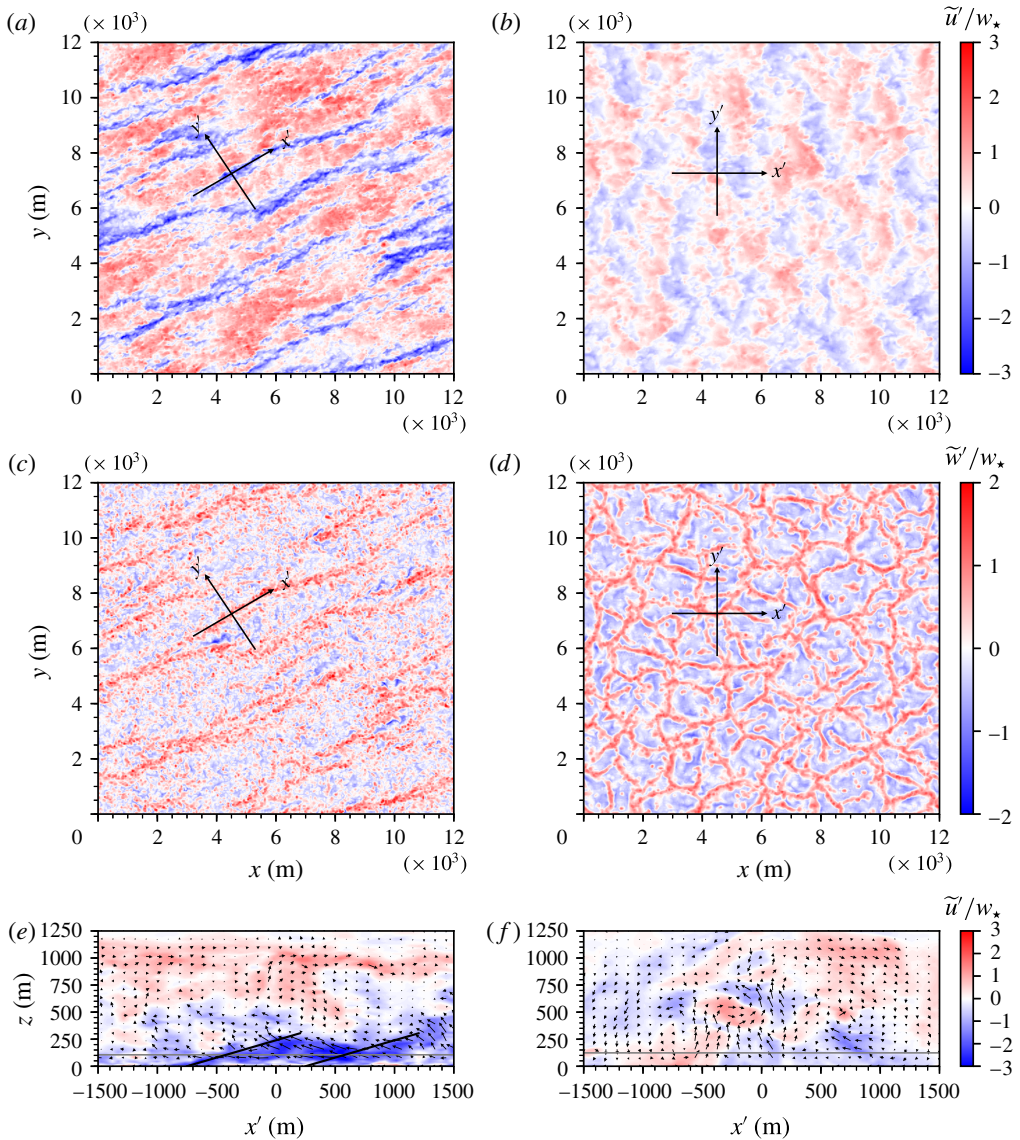 (a) (× 10³) (b) (× 10³) ũ′/w⋆
12 12 3
10 10 2
y′ x′ y′
8 8 1
x′
y (m) 6 6 0
4 4 −1
2 2 −2
−3
0 2 4 6 8 10 12 0 2 4 6 8 10 12
(× 10³) (× 10³)
(c) (× 10³) (d) (× 10³) w̃′/w⋆
12 12 2
10 10 1
y′ x′ y′
8 8
x′
y (m) 6 6 0
4 4 −1
2 2
−2
0 2 4 6 8 10 12 0 2 4 6 8 10 12
x (m) (× 10³) x (m) (× 10³)
ũ′/w⋆
(e) 1250 (f) 1250 3
1000 1000 2
z (m) 750 750 1
500 500 0
−1
250 250 −2
0 0 −3
−1500 −1000 −500 0 500 1000 1500 −1500 −1000 −500 0 500 1000 1500
x′ (m) x′ (m)